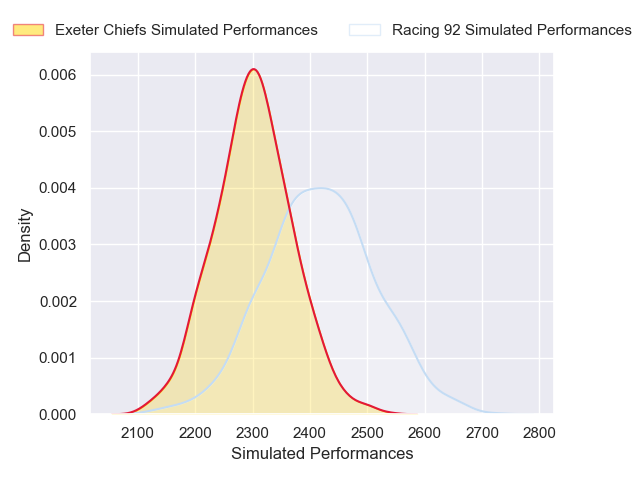 Exeter Chiefs Simulated Performances Racing 92 Simulated Performances
0.006
0.005
0.004
0.003
0.002
0.001
0.000
Density
2100 2200 2300 2400 2500 2600 2700 2800
Simulated Performances